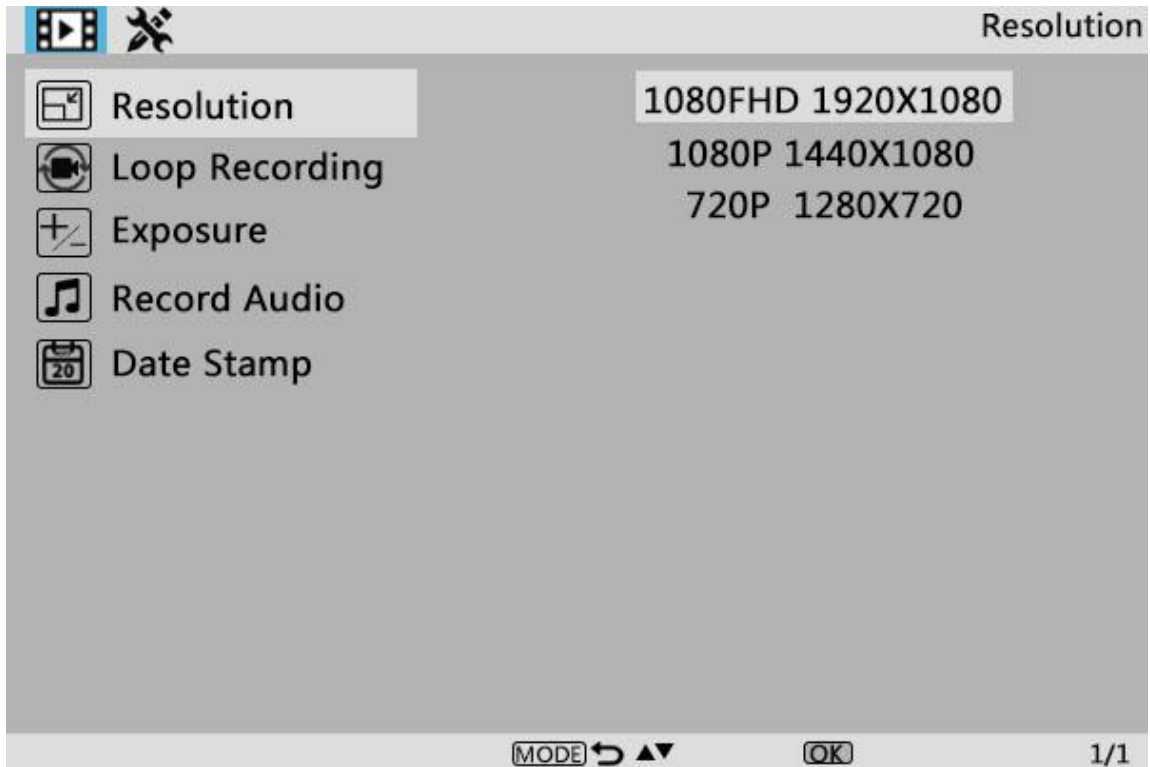 Resolution
Resolution
1080FHD 1920X1080
Loop Recording
1080P 1440X1080
720P 1280X720
Exposure
Record Audio
20
Date Stamp
MODE
OK
1/1